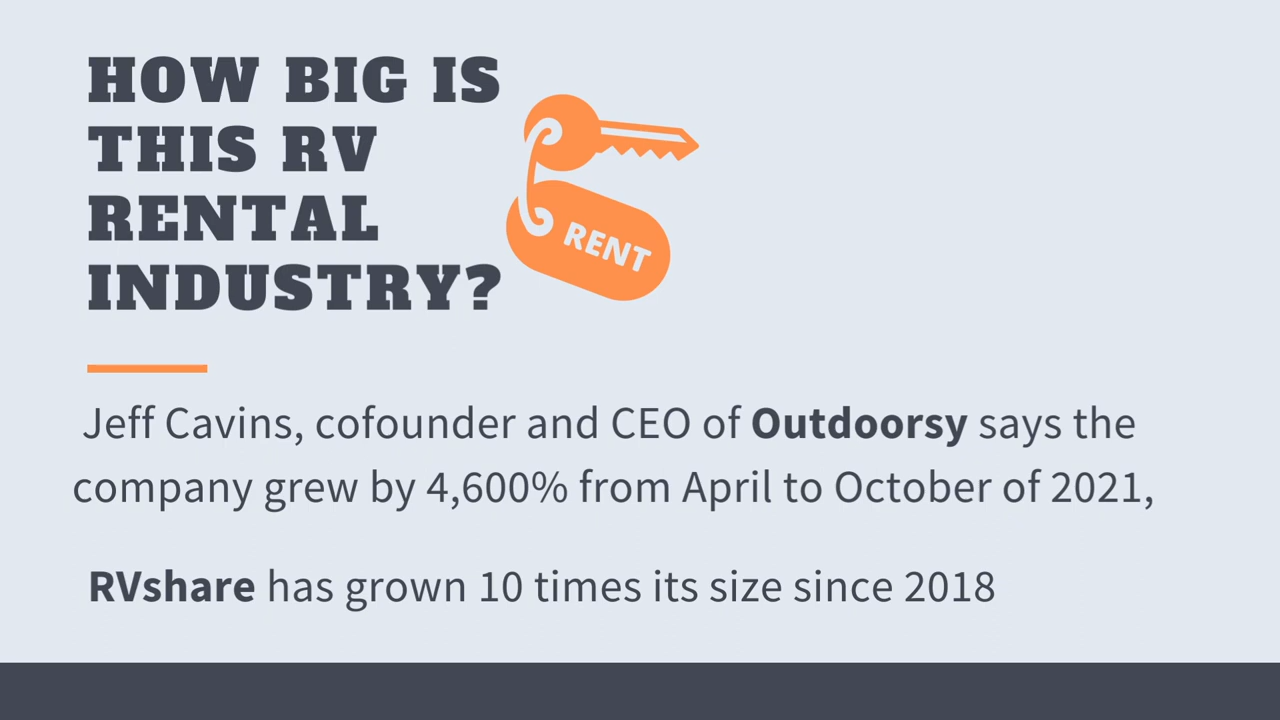 HOW BIG IS
THIS RV
RENTAL
INDUSTRY?
RENT
Jeff Cavins, cofounder and CEO of Outdoorsy says the
company grew by 4,600% from April to October of 2021,
RVshare has grown 10 times its size since 2018